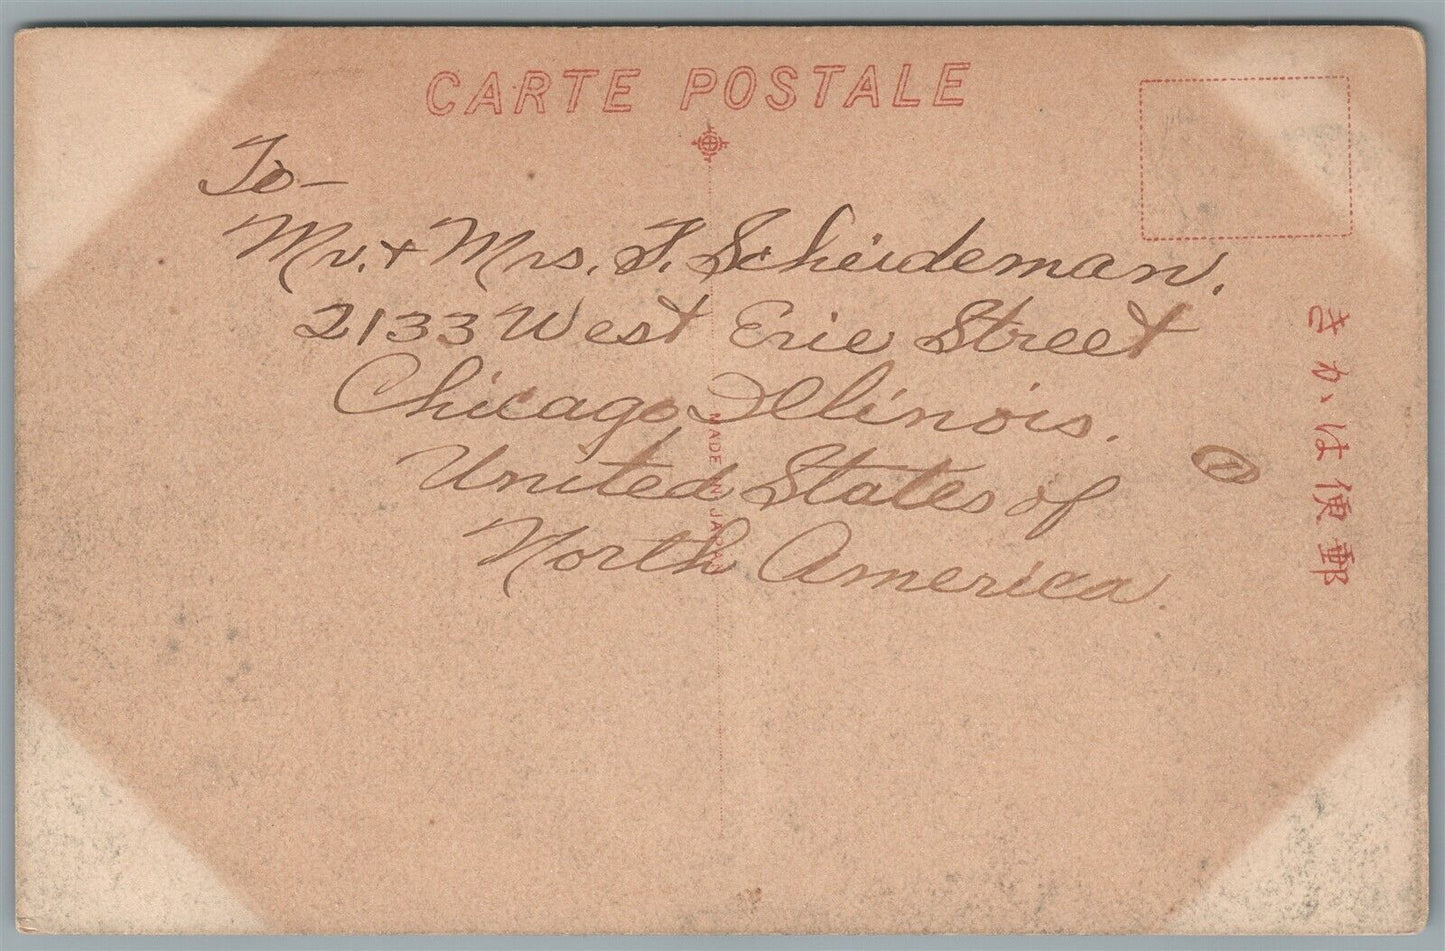 CARTE POSTALE
To—
Mr. + Mrs. F. Scheideman.
2133 West Erie Street
Chicago Illinois.
United States of
North America.
MADE IN JAPAN
きかは便郵